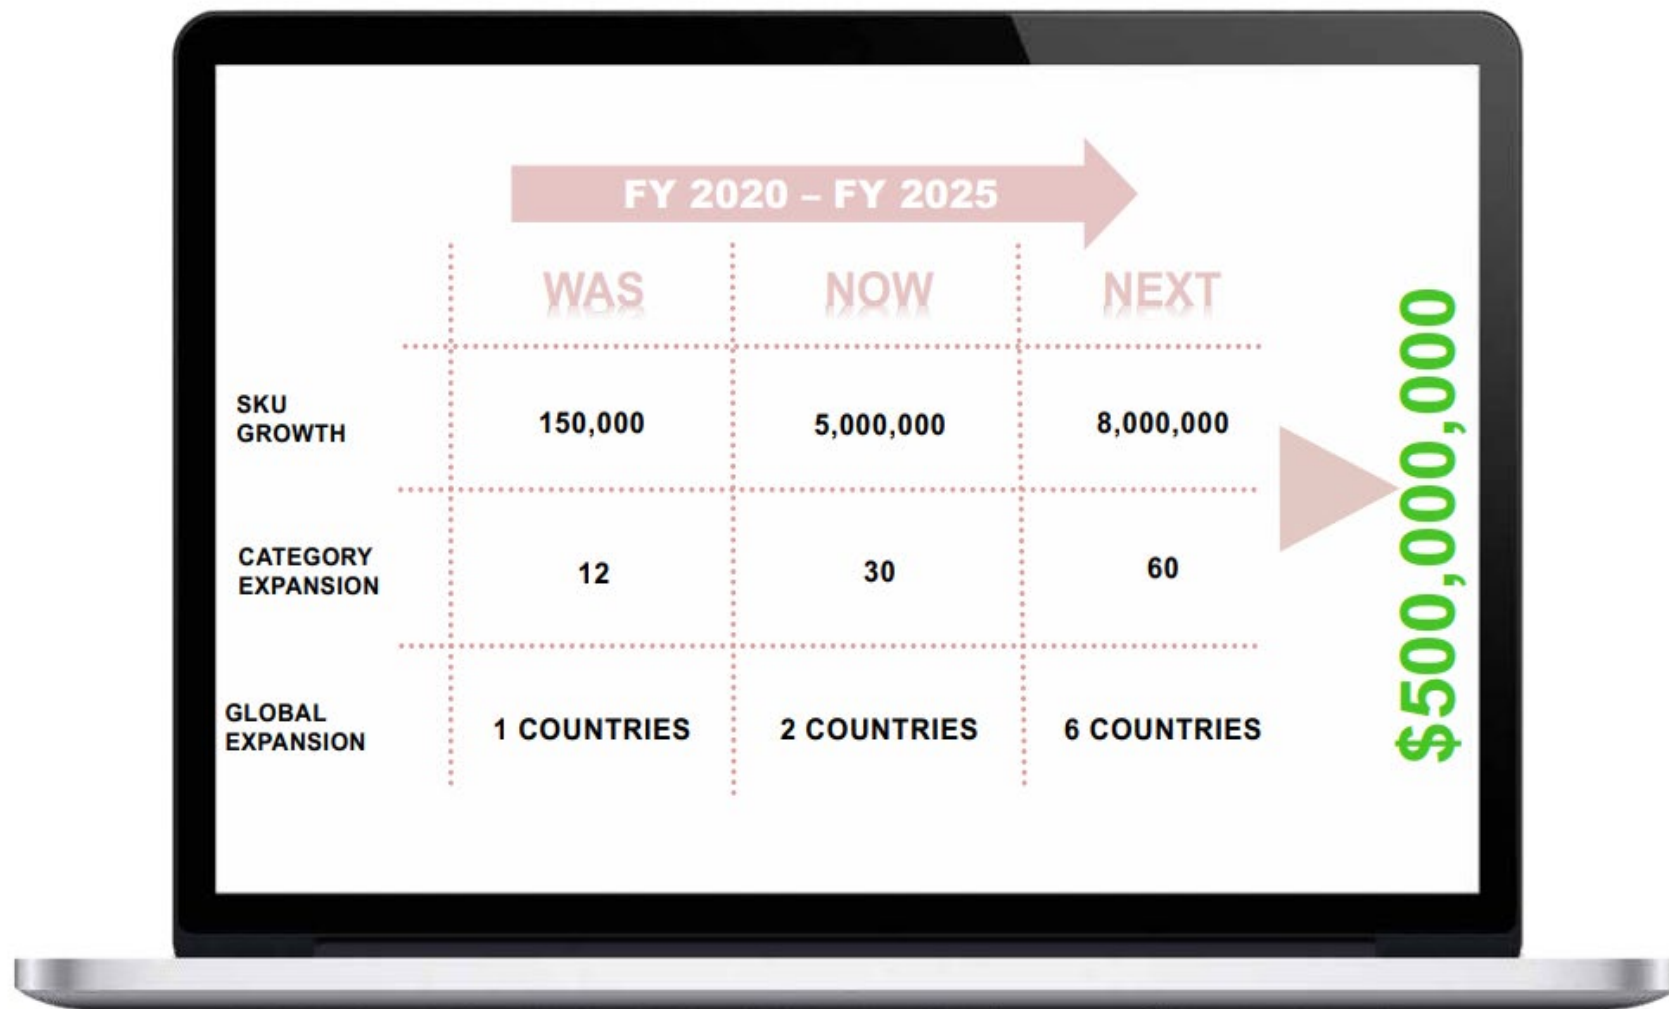 FY 2020 – FY 2025
WAS NOW NEXT
SKU
GROWTH
150,000 5,000,000 8,000,000
CATEGORY
EXPANSION
12 30 60
GLOBAL
EXPANSION
1 COUNTRIES 2 COUNTRIES 6 COUNTRIES
$500,000,000